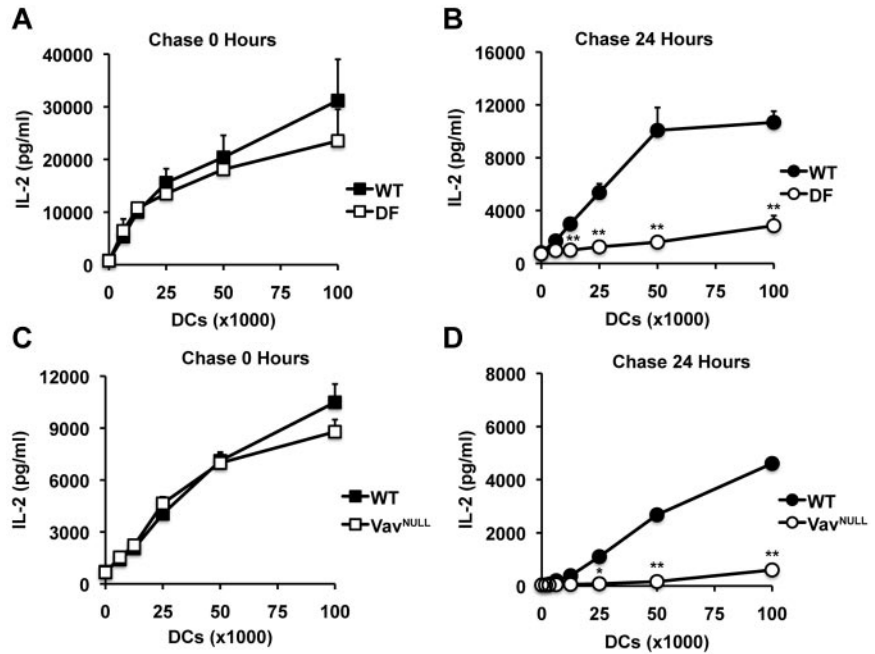 A
Chase 0 Hours
IL-2 (pg/ml)
40000
30000
20000
10000
0
0 25 50 75 100
DCs (x1000)
WT
DF
B
Chase 24 Hours
IL-2 (pg/ml)
16000
12000
8000
4000
0
** ** ** **
0 25 50 75 100
DCs (x1000)
WT
DF
C
Chase 0 Hours
IL-2 (pg/ml)
12000
9000
6000
3000
0
0 25 50 75 100
DCs (x1000)
WT
Vav^NULL
D
Chase 24 Hours
IL-2 (pg/ml)
8000
6000
4000
2000
0
* ** **
0 25 50 75 100
DCs (x1000)
WT
Vav^NULL